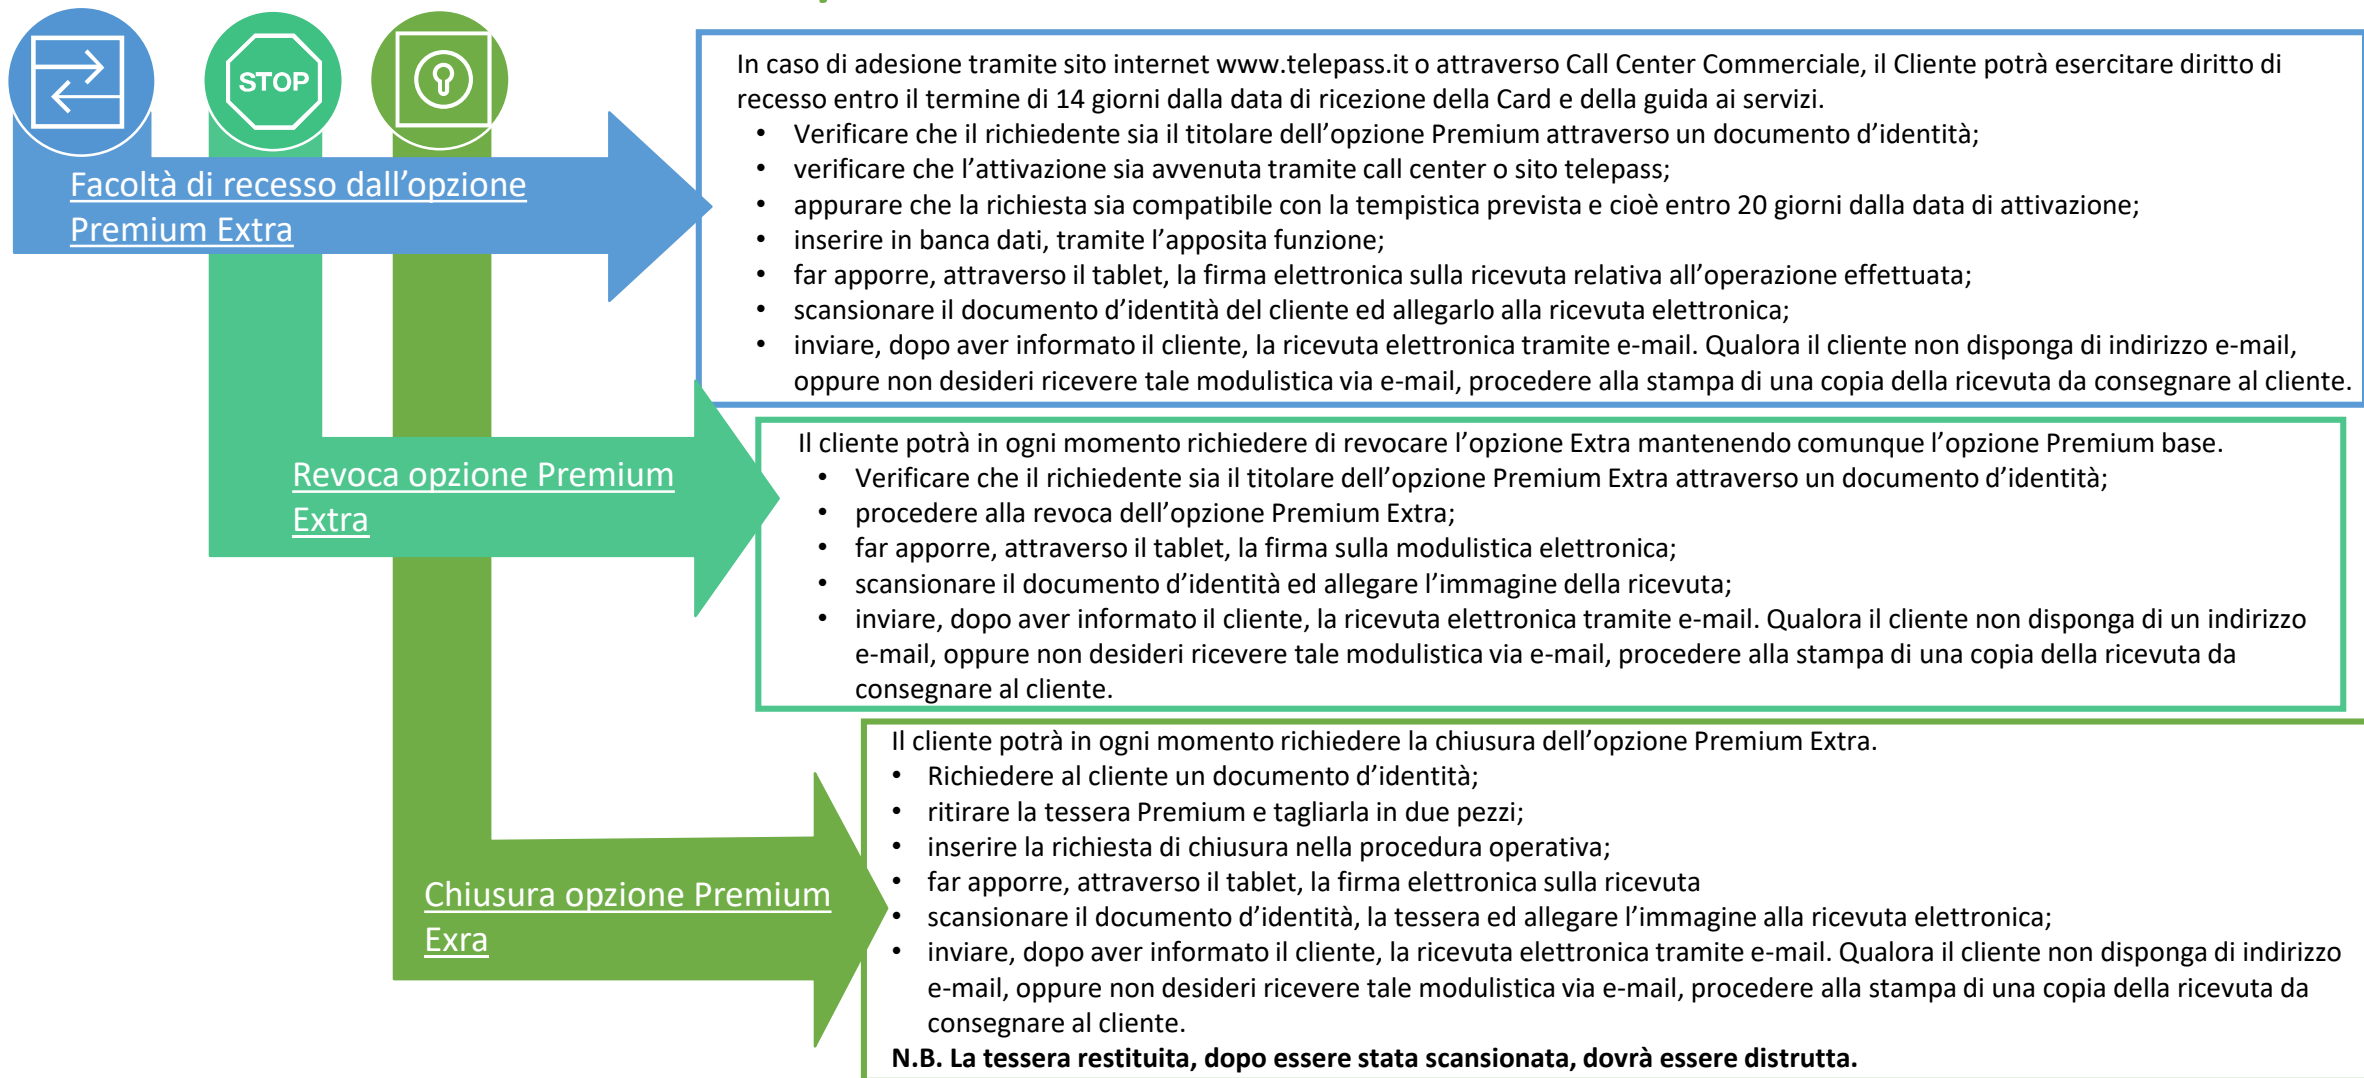 STOP
Facoltà di recesso dall’opzione
Premium Extra
In caso di adesione tramite sito internet www.telepass.it o attraverso Call Center Commerciale, il Cliente potrà esercitare diritto di
recesso entro il termine di 14 giorni dalla data di ricezione della Card e della guida ai servizi.
• Verificare che il richiedente sia il titolare dell’opzione Premium attraverso un documento d’identità;
• verificare che l’attivazione sia avvenuta tramite call center o sito telepass;
• appurare che la richiesta sia compatibile con la tempistica prevista e cioè entro 20 giorni dalla data di attivazione;
• inserire in banca dati, tramite l’apposita funzione;
• far apporre, attraverso il tablet, la firma elettronica sulla ricevuta relativa all’operazione effettuata;
• scansionare il documento d’identità del cliente ed allegarlo alla ricevuta elettronica;
• inviare, dopo aver informato il cliente, la ricevuta elettronica tramite e-mail. Qualora il cliente non disponga di indirizzo e-mail,
oppure non desideri ricevere tale modulistica via e-mail, procedere alla stampa di una copia della ricevuta da consegnare al cliente.
Revoca opzione Premium
Extra
Il cliente potrà in ogni momento richiedere di revocare l’opzione Extra mantenendo comunque l’opzione Premium base.
• Verificare che il richiedente sia il titolare dell’opzione Premium Extra attraverso un documento d’identità;
• procedere alla revoca dell’opzione Premium Extra;
• far apporre, attraverso il tablet, la firma sulla modulistica elettronica;
• scansionare il documento d’identità ed allegare l’immagine della ricevuta;
• inviare, dopo aver informato il cliente, la ricevuta elettronica tramite e-mail. Qualora il cliente non disponga di un indirizzo
e-mail, oppure non desideri ricevere tale modulistica via e-mail, procedere alla stampa di una copia della ricevuta da
consegnare al cliente.
Chiusura opzione Premium
Exra
Il cliente potrà in ogni momento richiedere la chiusura dell’opzione Premium Extra.
• Richiedere al cliente un documento d’identità;
• ritirare la tessera Premium e tagliarla in due pezzi;
• inserire la richiesta di chiusura nella procedura operativa;
• far apporre, attraverso il tablet, la firma elettronica sulla ricevuta
• scansionare il documento d’identità, la tessera ed allegare l’immagine alla ricevuta elettronica;
• inviare, dopo aver informato il cliente, la ricevuta elettronica tramite e-mail. Qualora il cliente non disponga di indirizzo
e-mail, oppure non desideri ricevere tale modulistica via e-mail, procedere alla stampa di una copia della ricevuta da
consegnare al cliente.
N.B. La tessera restituita, dopo essere stata scansionata, dovrà essere distrutta.